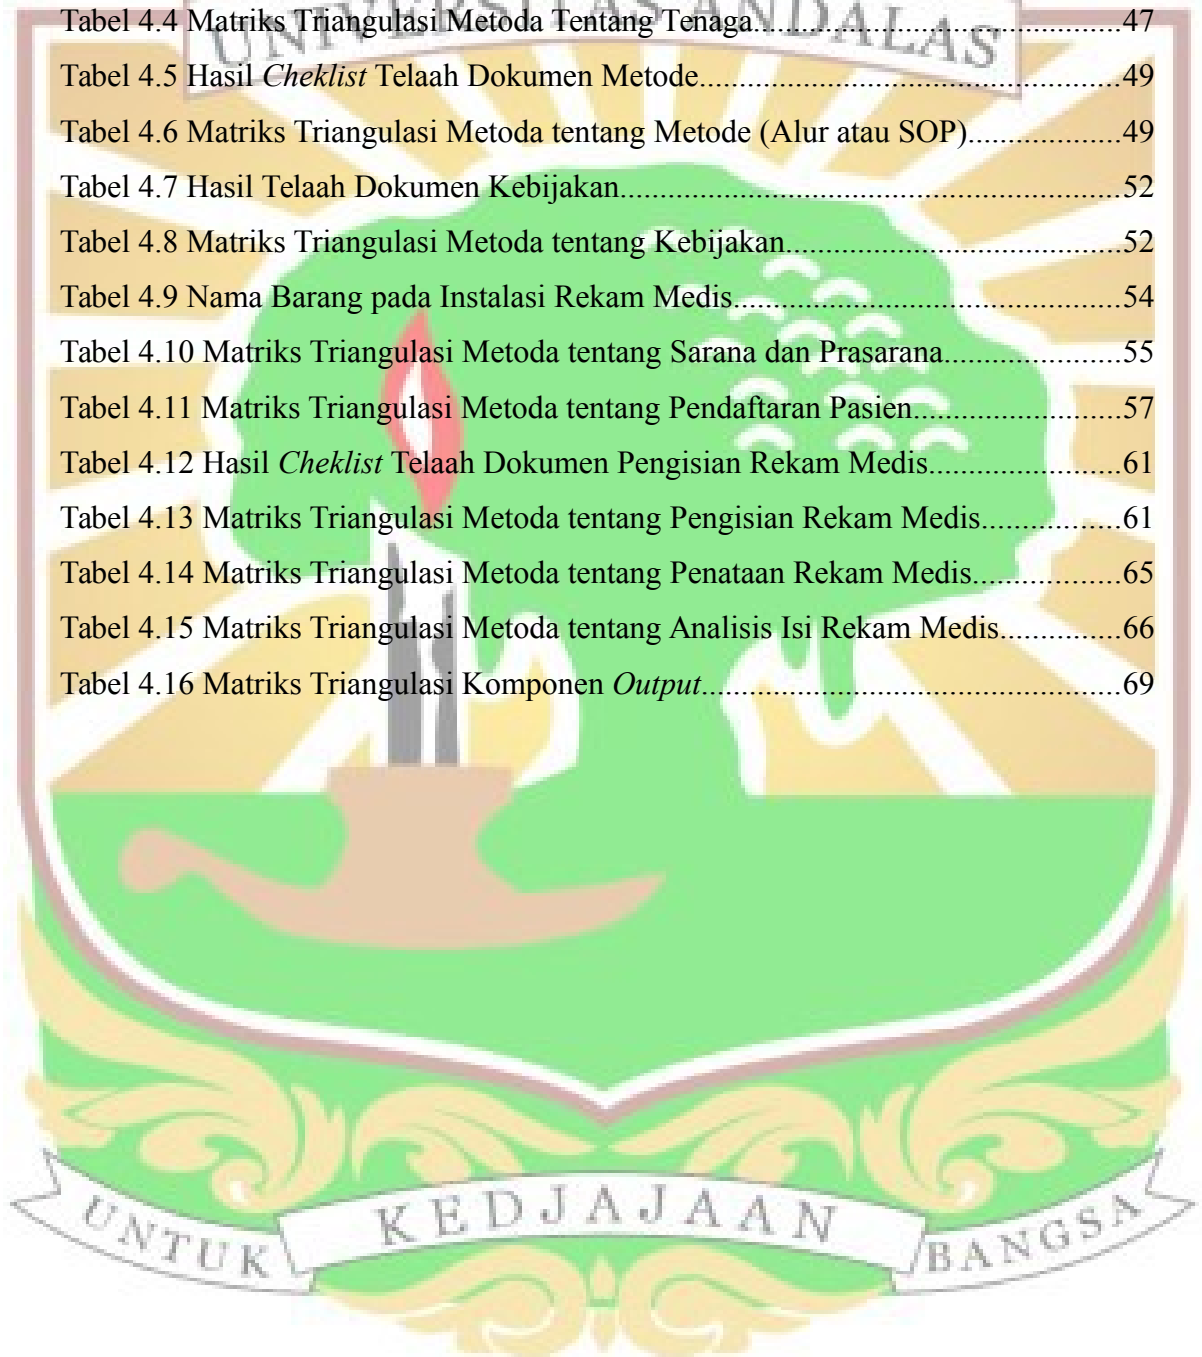 UNIVERSITAS ANDALAS
Tabel 4.4 Matriks Triangulasi Metoda Tentang Tenaga...............................................47
Tabel 4.5 Hasil Cheklist Telaah Dokumen Metode.....................................................49
Tabel 4.6 Matriks Triangulasi Metoda tentang Metode (Alur atau SOP)...................49
Tabel 4.7 Hasil Telaah Dokumen Kebijakan...............................................................52
Tabel 4.8 Matriks Triangulasi Metoda tentang Kebijakan..........................................52
Tabel 4.9 Nama Barang pada Instalasi Rekam Medis.................................................54
Tabel 4.10 Matriks Triangulasi Metoda tentang Sarana dan Prasarana......................55
Tabel 4.11 Matriks Triangulasi Metoda tentang Pendaftaran Pasien..........................57
Tabel 4.12 Hasil Cheklist Telaah Dokumen Pengisian Rekam Medis........................61
Tabel 4.13 Matriks Triangulasi Metoda tentang Pengisian Rekam Medis..................61
Tabel 4.14 Matriks Triangulasi Metoda tentang Penataan Rekam Medis...................65
Tabel 4.15 Matriks Triangulasi Metoda tentang Analisis Isi Rekam Medis...............66
Tabel 4.16 Matriks Triangulasi Komponen Output.....................................................69
UNTUK KEDJAJAAN BANGSA